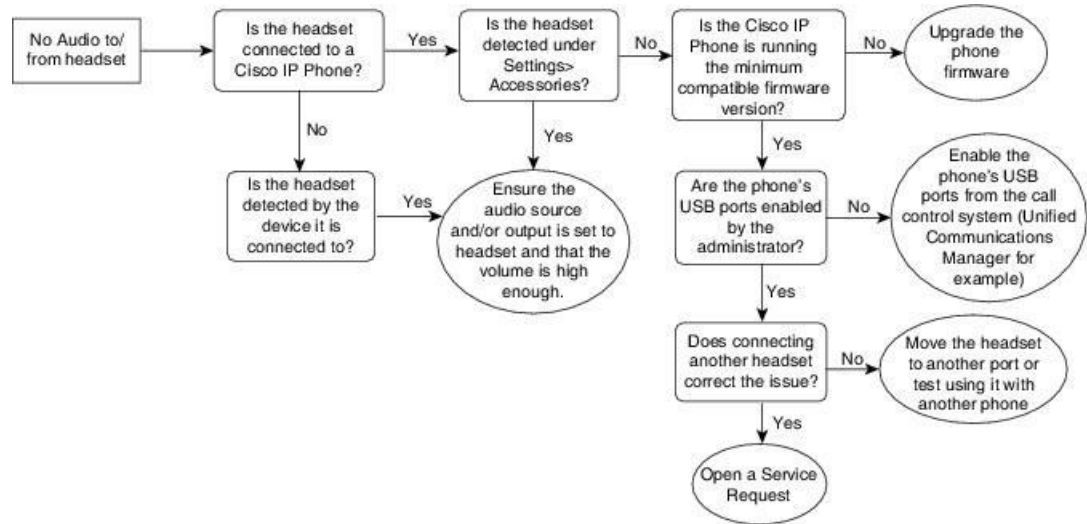 No Audio to/
from headset
Is the headset
connected to a
Cisco IP Phone?
Yes
Is the headset
detected under
Settings>
Accessories?
No
Is the Cisco IP
Phone is running
the minimum
compatible firmware
version?
No
Upgrade the
phone
firmware
No
Yes
Yes
Is the headset
detected by the
device it is
connected to?
Yes
Ensure the
audio source
and/or output is set to
headset and that the
volume is high
enough.
Are the phone's
USB ports enabled
by the
administrator?
No
Enable the
phone's USB
ports from the call
control system (Unified
Communications
Manager for
example)
Yes
Does connecting
another headset
correct the issue?
No
Move the headset
to another port or
test using it with
another phone
Yes
Open a Service
Request